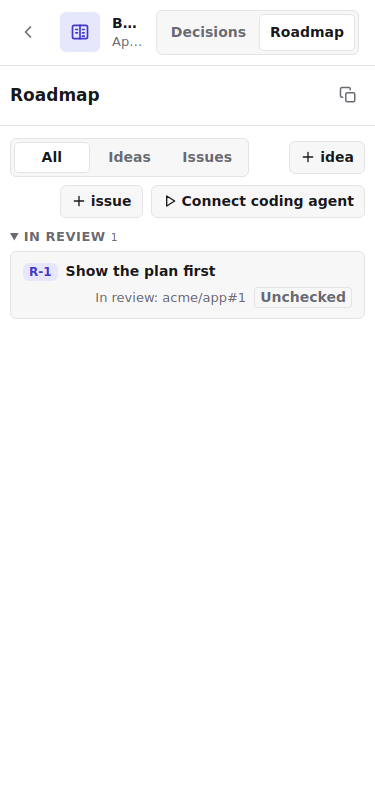 B...
Ap...
Decisions
Roadmap
Roadmap
All
Ideas
Issues
+ idea
+ issue
Connect coding agent
IN REVIEW 1
R-1 Show the plan first
In review: acme/app#1 Unchecked